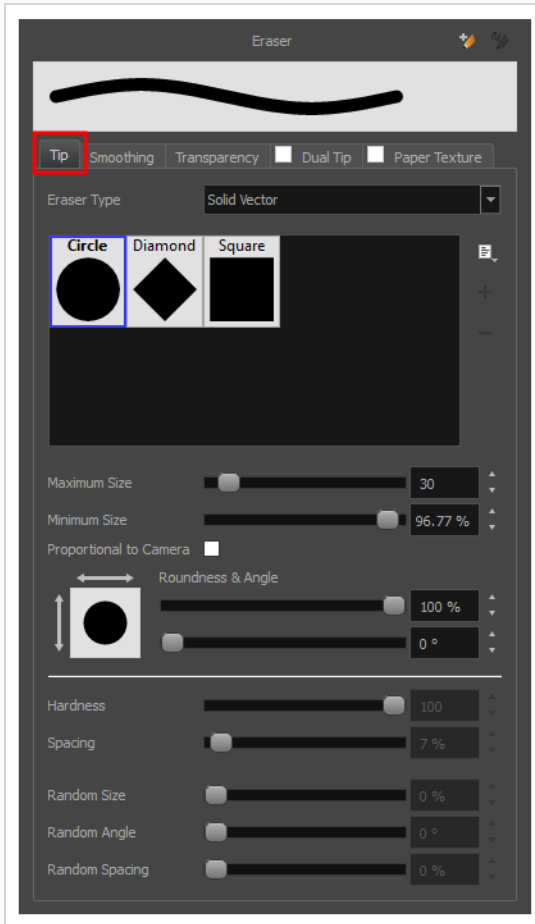 Eraser
Tip Smoothing Transparency Dual Tip Paper Texture
Eraser Type Solid Vector
Circle Diamond Square
Maximum Size 30
Minimum Size 96.77 %
Proportional to Camera
Roundness & Angle
100 %
0 °
Hardness 100
Spacing 7 %
Random Size 0 %
Random Angle 0 °
Random Spacing 0 %